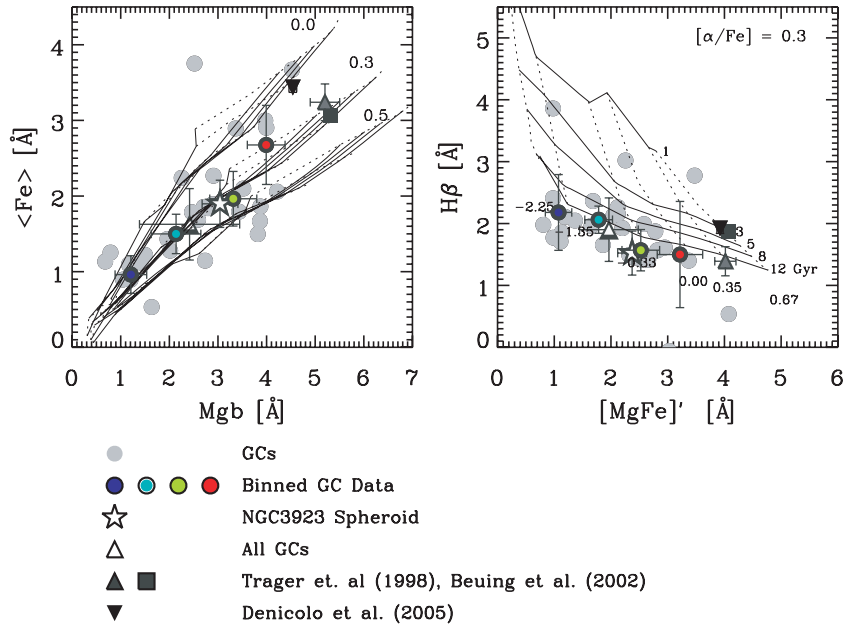 0.0
0.3
0.5
4
3
2
1
0
<Fe> [Å]
0 1 2 3 4 5 6 7
Mgb [Å]
[α/Fe] = 0.3
5
4
3
2
1
0
Hβ [Å]
1
3
5
8
12 Gyr
-2.25
-1.35
-0.33
0.00
0.35
0.67
0 1 2 3 4 5 6
[MgFe]' [Å]
GCs
Binned GC Data
NGC3923 Spheroid
All GCs
Trager et. al (1998), Beuing et al. (2002)
Denicolo et al. (2005)